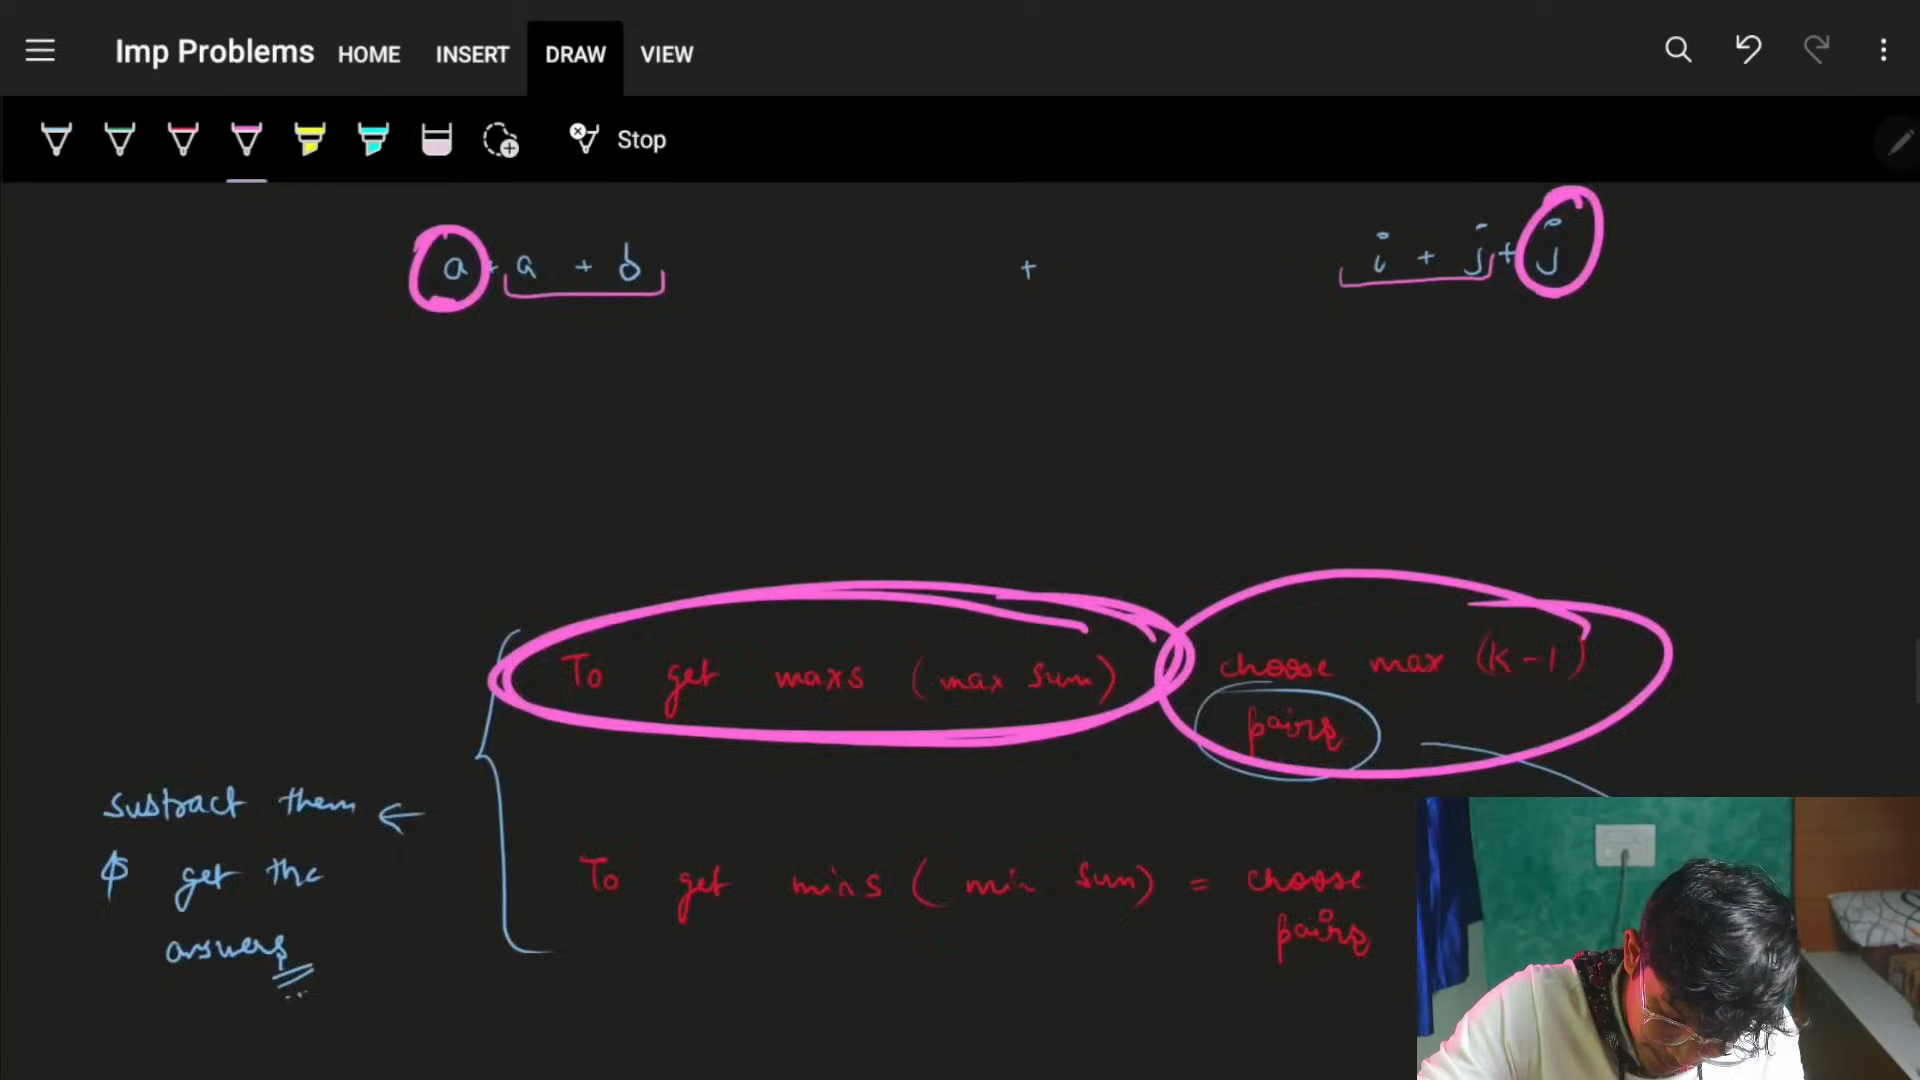 Imp Problems HOME INSERT DRAW VIEW
Stop
a + a + b + i + j + j
To get maxs (max sum) choose max (K-1)
pairs
sustract them ←
& get the
answers
To get mins ( min sum) = choose
pairs